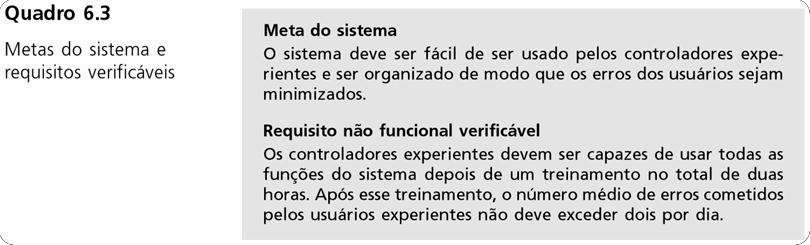 Quadro 6.3
Metas do sistema e
requisitos verificáveis
Meta do sistema
O sistema deve ser fácil de ser usado pelos controladores expe-
rientes e ser organizado de modo que os erros dos usuários sejam
minimizados.
Requisito não funcional verificável
Os controladores experientes devem ser capazes de usar todas as
funções do sistema depois de um treinamento no total de duas
horas. Após esse treinamento, o número médio de erros cometidos
pelos usuários experientes não deve exceder dois por dia.